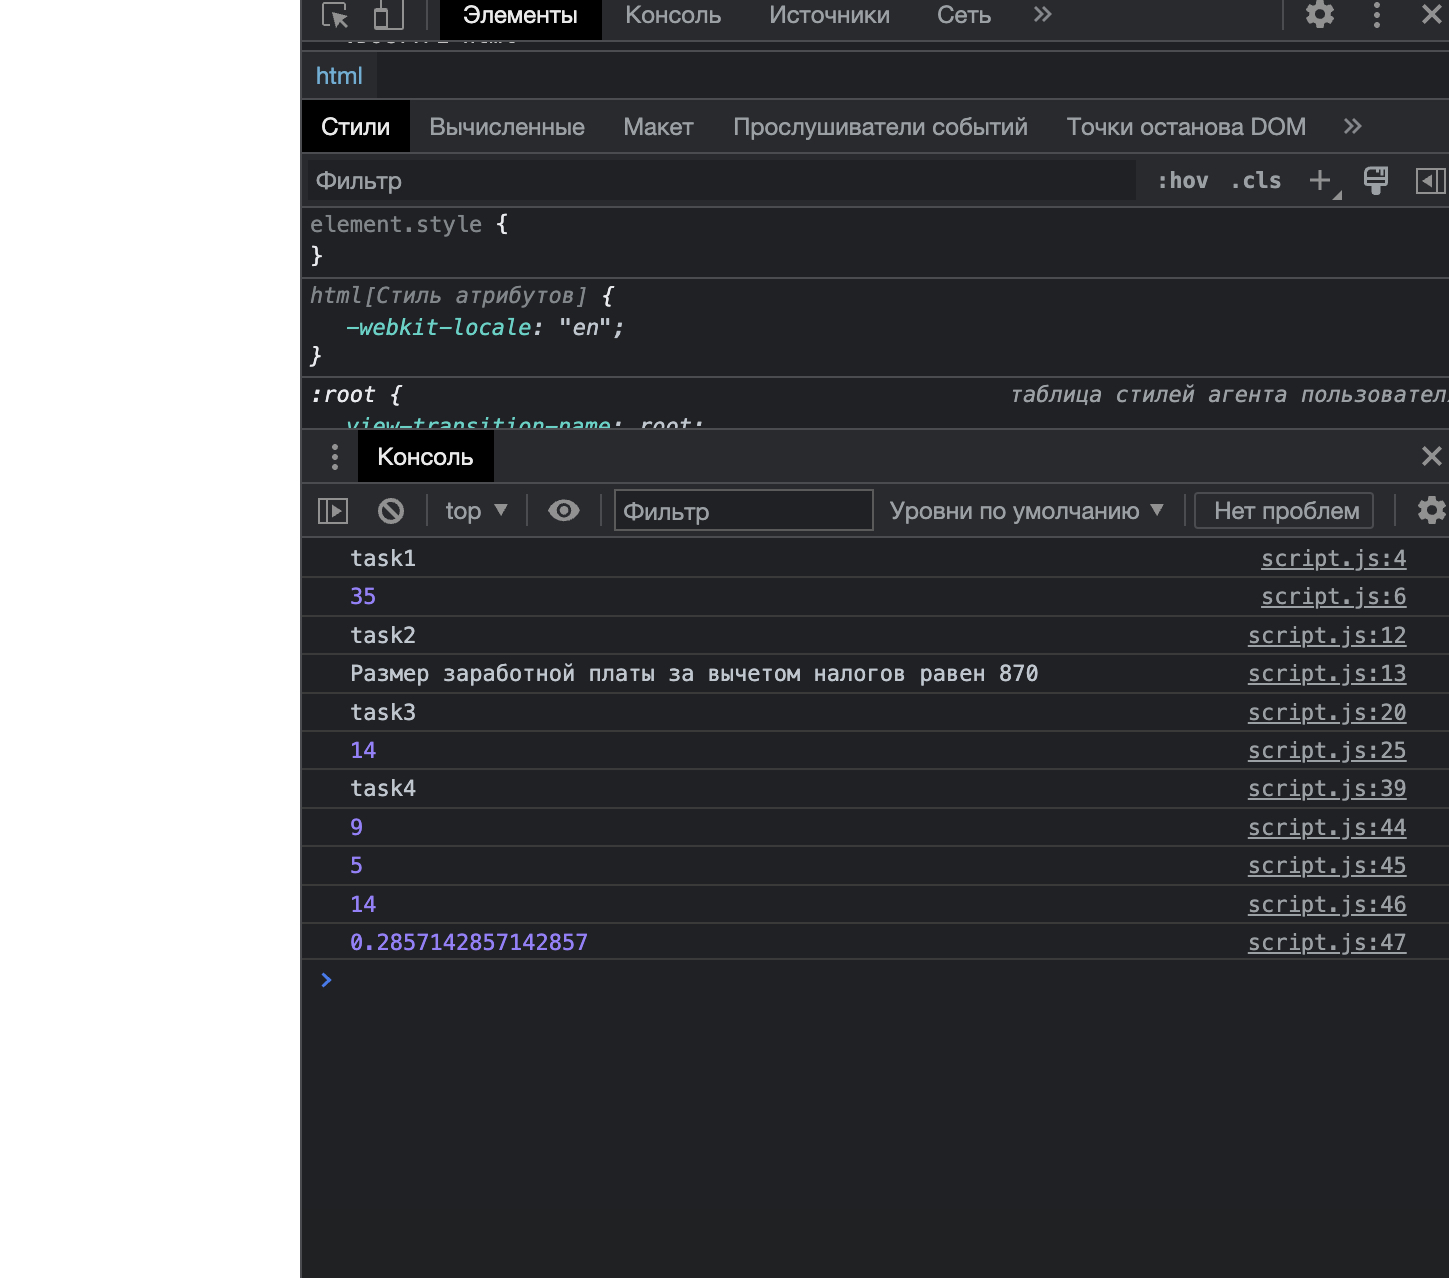 Элементы Консоль Источники Сеть »
html
Стили Вычисленные Макет Прослушиватели событий Точки останова DOM »
Фильтр :hov .cls +
element.style {
}
html[Стиль атрибутов] {
-webkit-locale: "en";
}
:root { таблица стилей агента
view-transition-name: root;
Консоль
top Фильтр Уровни по умолчанию Нет проблем
task1 script.js:4
35 script.js:6
task2 script.js:12
Размер заработной платы за вычетом налогов равен 870 script.js:13
task3 script.js:20
14 script.js:25
task4 script.js:39
9 script.js:44
5 script.js:45
14 script.js:46
0.2857142857142857 script.js:47